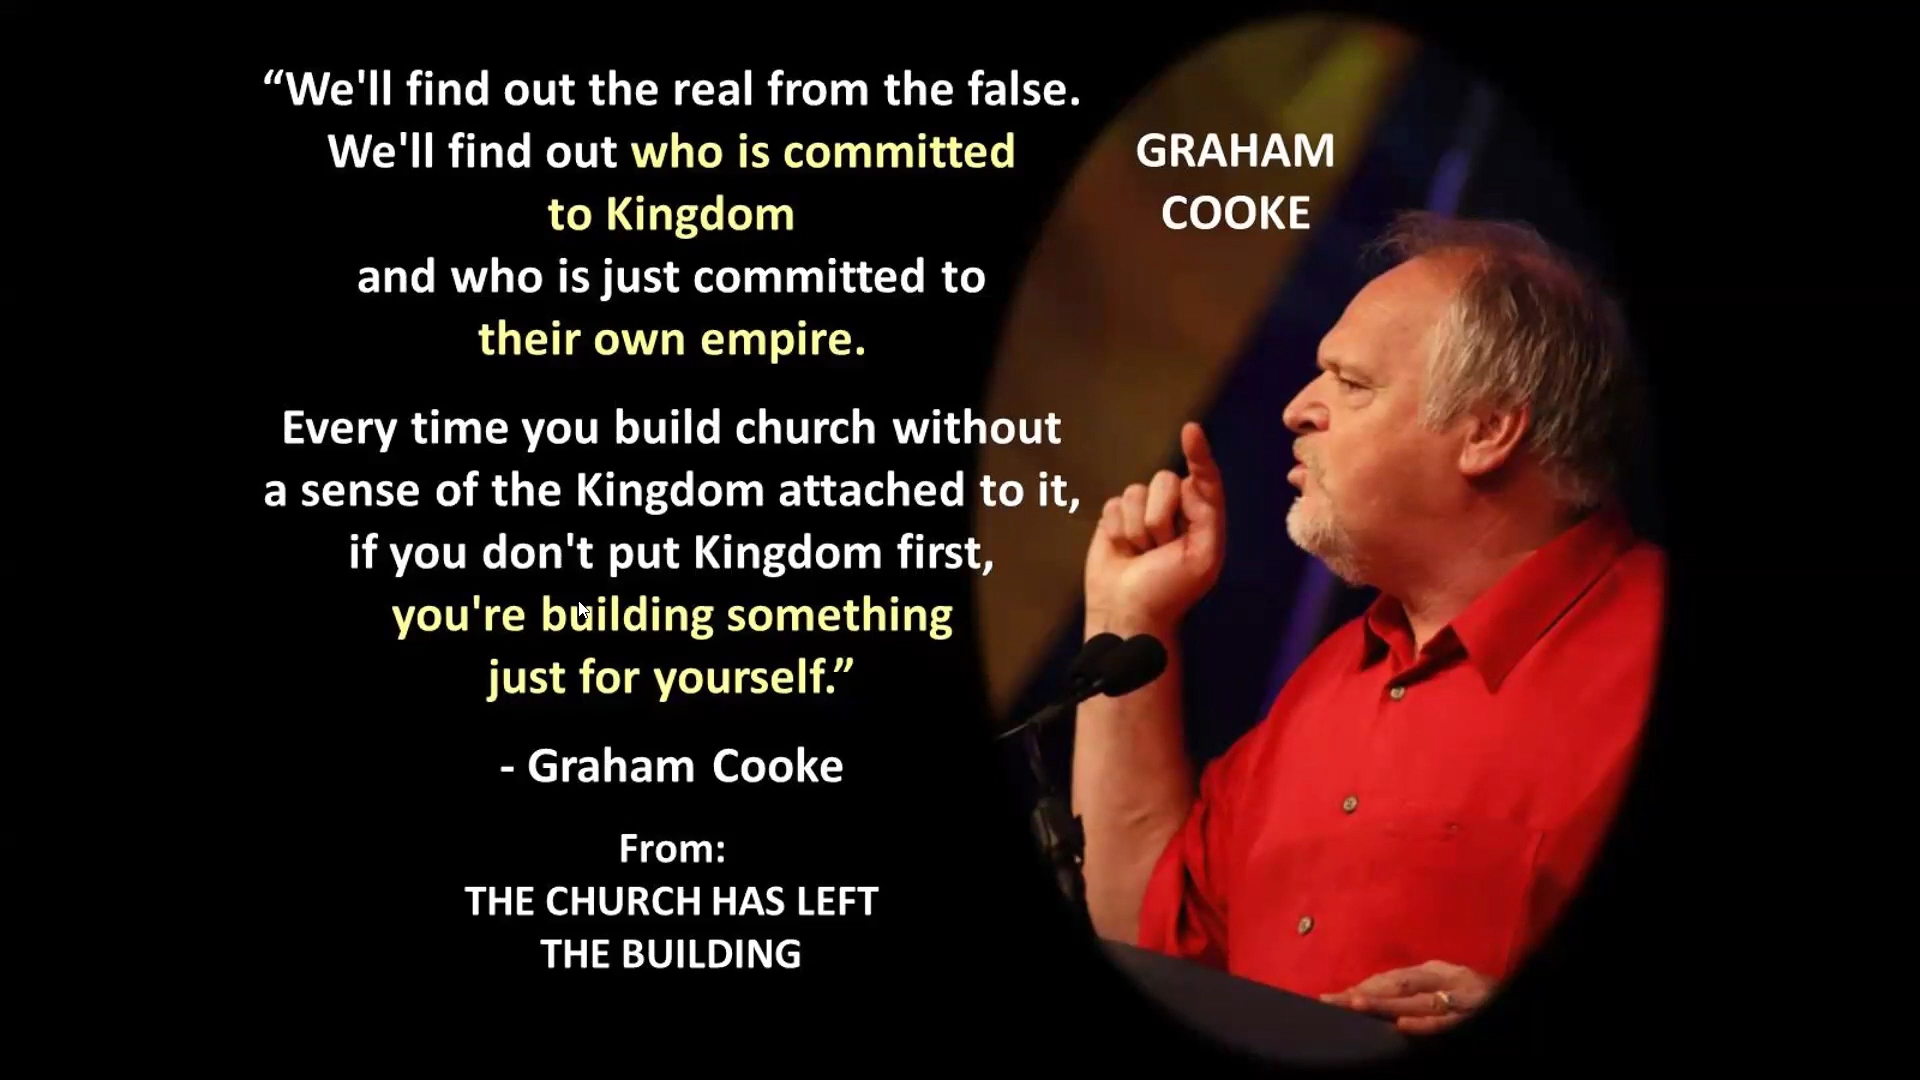 “We'll find out the real from the false.
We'll find out who is committed
to Kingdom
and who is just committed to
their own empire.
Every time you build church without
a sense of the Kingdom attached to it,
if you don't put Kingdom first,
you're building something
just for yourself.”
- Graham Cooke
From:
THE CHURCH HAS LEFT
THE BUILDING
GRAHAM
COOKE